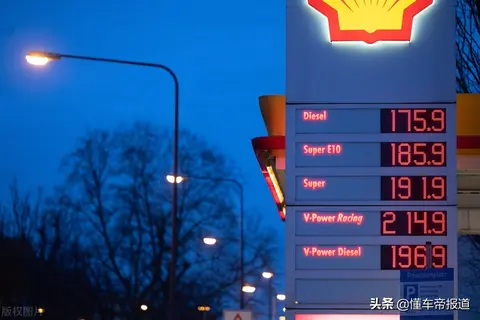 Diesel 175.9
Super E10 185.9
Super 191.9
V-Power Racing 214.9
V-Power Diesel 196.9
P
版权图库
头条 @懂车帝报道